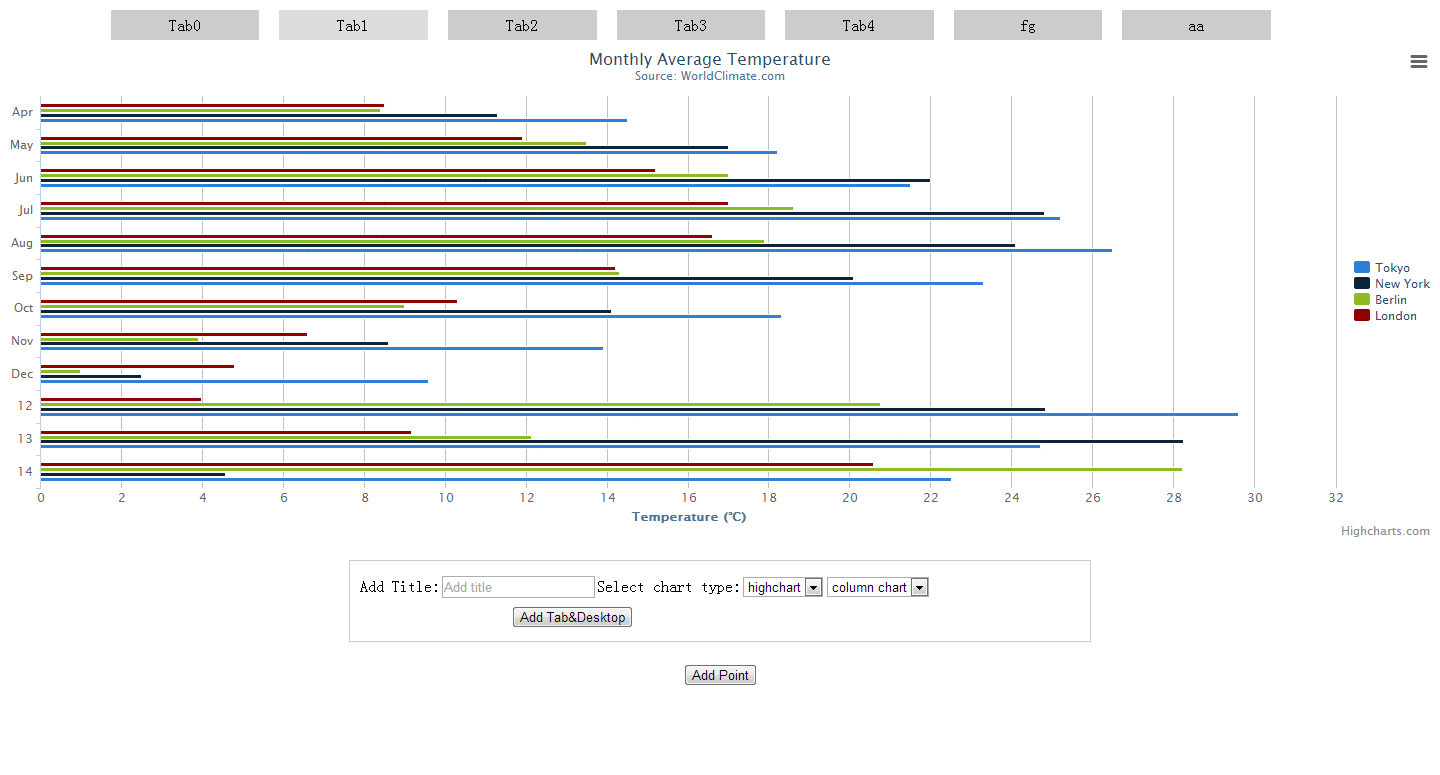 Tab0 Tab1 Tab2 Tab3 Tab4 fg aa
Monthly Average Temperature
Source: WorldClimate.com
Apr
May
Jun
Jul
Aug
Sep
Oct
Nov
Dec
12
13
14
0 2 4 6 8 10 12 14 16 18 20 22 24 26 28 30 32
Temperature (°C)
Tokyo
New York
Berlin
London
Highcharts.com
Add Title: Add title Select chart type: highchart column chart
Add Tab&Desktop
Add Point